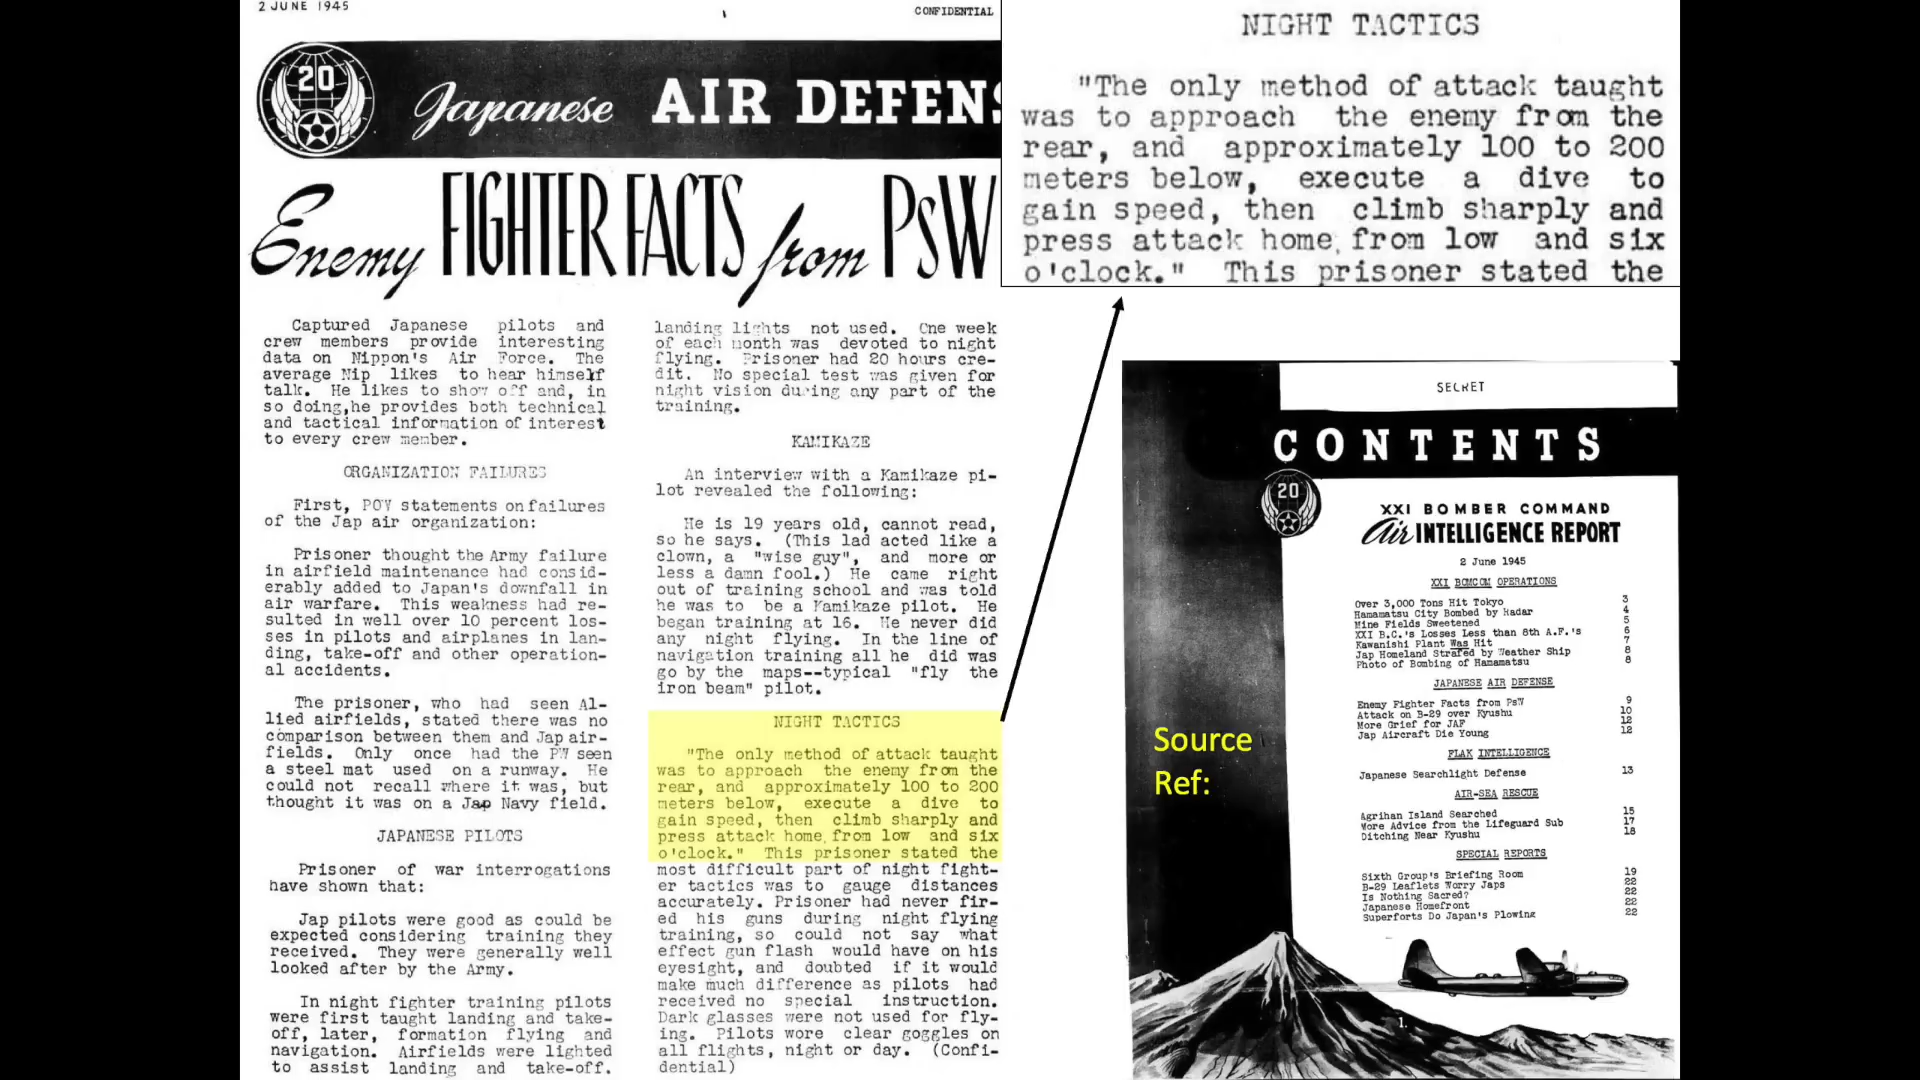 2 JUNE 1945
CONFIDENTIAL
20
Japanese AIR DEFENS
Enemy FIGHTER FACTS from PsW
Captured Japanese pilots and
crew members provide interesting
data on Nippon's Air Force. The
average Nip likes to hear himself
talk. He likes to show off and, in
so doing,he provides both technical
and tactical information of interest
to every crew member.
ORGANIZATION FAILURES
First, POW statements on failures
of the Jap air organization:
Prisoner thought the Army failure
in airfield maintenance had consid-
erably added to Japan's downfall in
air warfare. This weakness had re-
sulted in well over 10 percent los-
ses in pilots and airplanes in lan-
ding, take-off and other operation-
al accidents.
The prisoner, who had seen Al-
lied airfields, stated there was no
comparison between them and Jap air-
fields. Only once had the PW seen
a steel mat used on a runway. He
could not recall where it was, but
thought it was on a Jap Navy field.
JAPANESE PILOTS
Prisoner of war interrogations
have shown that:
Jap pilots were good as could be
expected considering training they
received. They were generally well
looked after by the Army.
In night fighter training pilots
were first taught landing and take-
off, later, formation flying and
navigation. Airfields were lighted
to assist landing and take-off.
landing lights not used. One week
of each month was devoted to night
flying. Prisoner had 20 hours cre-
dit. No special test was given for
night vision during any part of the
training.
KAMIKAZE
An interview with a Kamikaze pi-
lot revealed the following:
He is 19 years old, cannot read,
so he says. (This lad acted like a
clown, a "wise guy", and more or
less a damn fool.) He came right
out of training school and was told
he was to be a Kamikaze pilot. He
began training at 16. He never did
any night flying. In the line of
navigation training all he did was
go by the maps--typical "fly the
iron beam" pilot.
NIGHT TACTICS
"The only method of attack taught
was to approach the enemy from the
rear, and approximately 100 to 200
meters below, execute a dive to
gain speed, then climb sharply and
press attack home from low and six
o'clock." This prisoner stated the
most difficult part of night fight-
er tactics was to gauge distances
accurately. Prisoner had never fir-
ed his guns during night flying
training, so could not say what
effect gun flash would have on his
eyesight, and doubted if it would
make much difference as pilots had
received no special instruction.
Dark glasses were not used for fly-
ing. Pilots wore clear goggles on
all flights, night or day. (Confi-
dential)
NIGHT TACTICS
"The only method of attack taught
was to approach the enemy from the
rear, and approximately 100 to 200
meters below, execute a dive to
gain speed, then climb sharply and
press attack home from low and six
o'clock." This prisoner stated the
SECRET
CONTENTS
20
XXI BOMBER COMMAND
Air INTELLIGENCE REPORT
2 June 1945
XXI BOMCOM OPERATIONS
Over 3,000 Tons Hit Tokyo 3
Hamamatsu City Bombed by Radar 4
Mine Fields Sweetened 5
XXI B.C.'s Losses Less than 8th A.F.'s 6
Kawanishi Plant Was Hit 7
Jap Homeland Strafed by Weather Ship 8
Photo of Bombing of Hamamatsu 8
JAPANESE AIR DEFENSE
Enemy Fighter Facts from PsW 9
Attack on B-29 over Kyushu 10
More Grief for JAF 12
Jap Aircraft Die Young 12
FLAK INTELLIGENCE
Japanese Searchlight Defense 13
AIR-SEA RESCUE
Agrihan Island Searched 15
More Advice from the Lifeguard Sub 17
Ditching Near Kyushu 18
SPECIAL REPORTS
Sixth Group's Briefing Room 19
B-29 Leaflets Worry Japs 22
Is Nothing Sacred? 22
Japanese Homefront 22
Superforts Do Japan's Plowing 22
Source
Ref:
1.